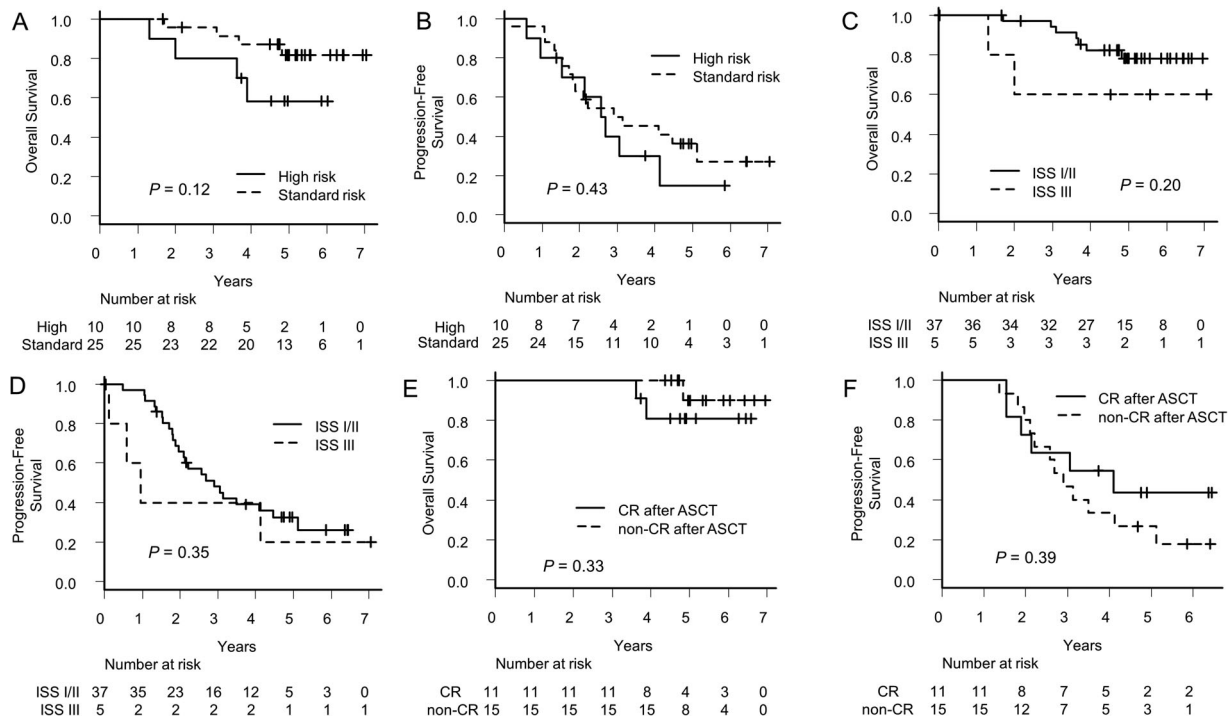 A
Overall Survival
1.0
0.8
0.6
0.4
0.2
0.0
High risk
Standard risk
P = 0.12
0 1 2 3 4 5 6 7
Years
Number at risk
High 10 10 8 8 5 2 1 0
Standard 25 25 23 22 20 13 6 1
B
Progression-Free
Survival
1.0
0.8
0.6
0.4
0.2
0.0
High risk
Standard risk
P = 0.43
0 1 2 3 4 5 6 7
Years
Number at risk
High 10 8 7 4 2 1 0 0
Standard 25 24 15 11 10 4 3 1
C
Overall Survival
1.0
0.8
0.6
0.4
0.2
0.0
ISS I/II
ISS III
P = 0.20
0 1 2 3 4 5 6 7
Years
Number at risk
ISS I/II 37 36 34 32 27 15 8 0
ISS III 5 5 3 3 3 2 1 1
D
Progression-Free
Survival
1.0
0.8
0.6
0.4
0.2
0.0
ISS I/II
ISS III
P = 0.35
0 1 2 3 4 5 6 7
Years
Number at risk
ISS I/II 37 35 23 16 12 5 3 0
ISS III 5 2 2 2 2 1 1 1
E
Overall Survival
1.0
0.8
0.6
0.4
0.2
0.0
CR after ASCT
non-CR after ASCT
P = 0.33
0 1 2 3 4 5 6 7
Years
Number at risk
CR 11 11 11 11 8 4 3 0
non-CR 15 15 15 15 15 8 4 0
F
Progression-Free
Survival
1.0
0.8
0.6
0.4
0.2
0.0
CR after ASCT
non-CR after ASCT
P = 0.39
0 1 2 3 4 5 6
Years
Number at risk
CR 11 11 8 7 5 2 2
non-CR 15 15 12 7 5 3 1